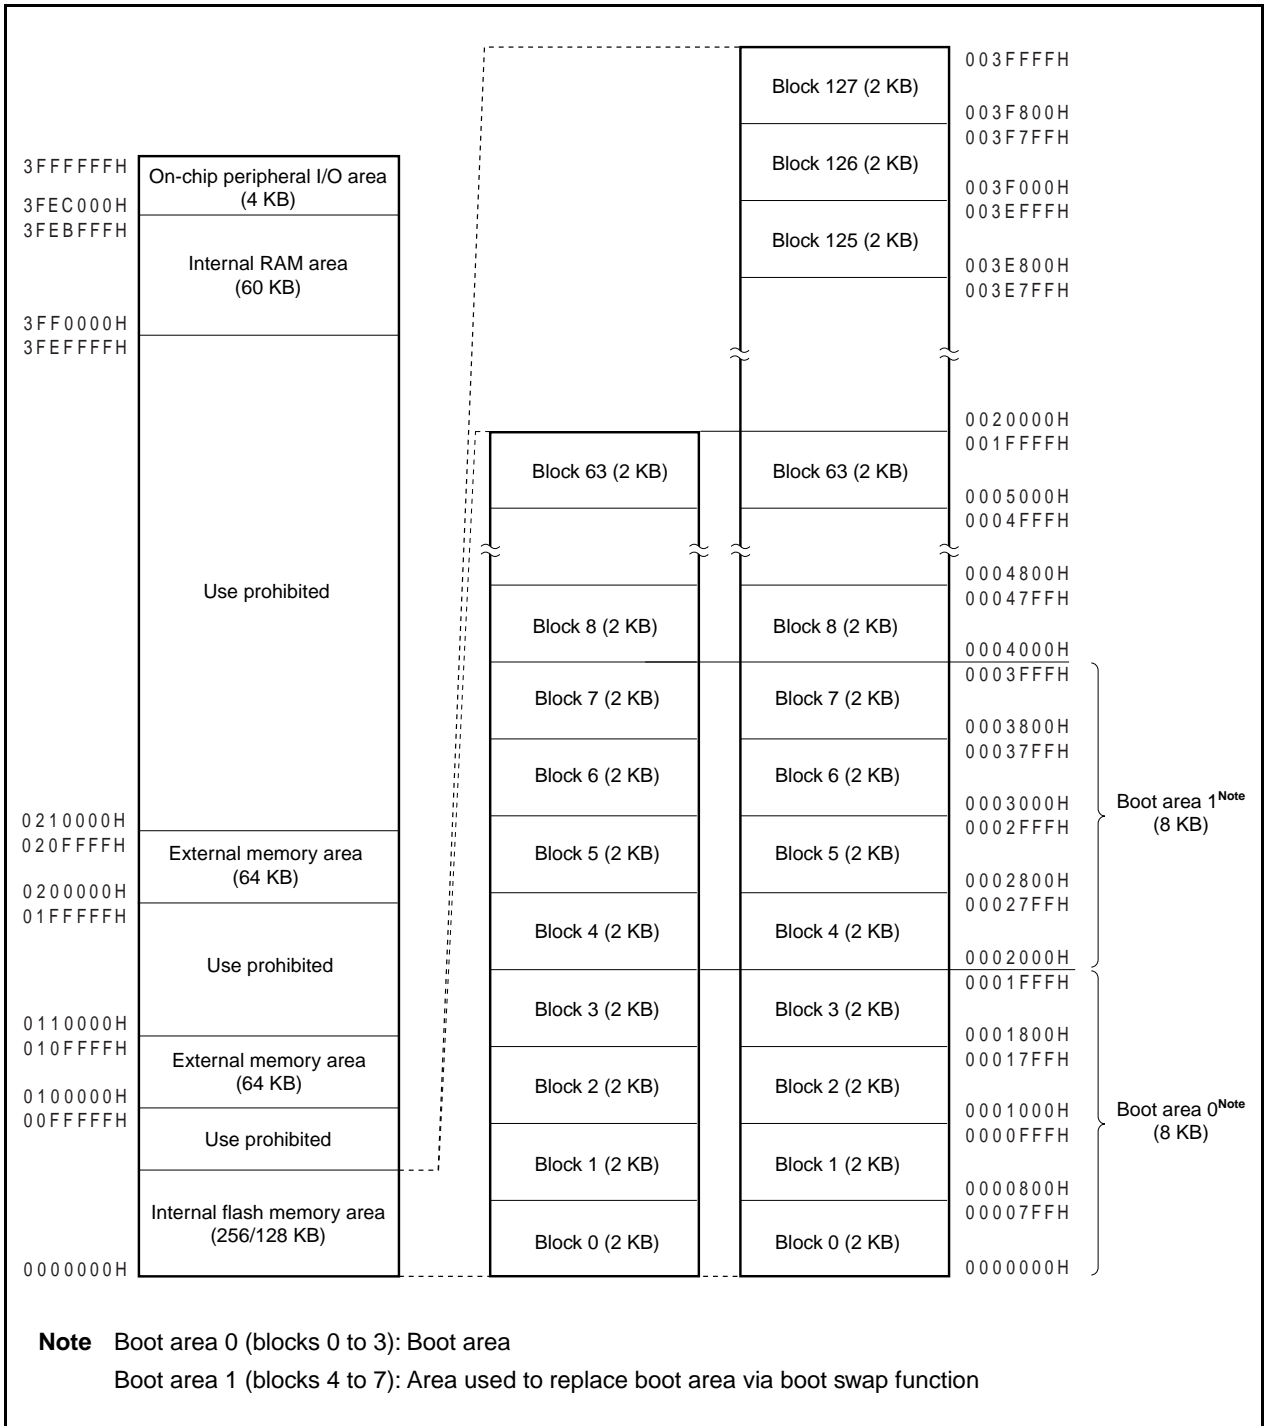 3FFFFFFH
On-chip peripheral I/O area
(4 KB)
3FEC000H
3FEBFFFH
Internal RAM area
(60 KB)
3FF0000H
3FEFFFFH
Use prohibited
0210000H
020FFFFH
External memory area
(64 KB)
0200000H
01FFFFFH
Use prohibited
0110000H
010FFFFH
External memory area
(64 KB)
0100000H
00FFFFFH
Use prohibited
Internal flash memory area
(256/128 KB)
0000000H
Block 63 (2 KB)
Block 8 (2 KB)
Block 7 (2 KB)
Block 6 (2 KB)
Block 5 (2 KB)
Block 4 (2 KB)
Block 3 (2 KB)
Block 2 (2 KB)
Block 1 (2 KB)
Block 0 (2 KB)
Block 127 (2 KB)
Block 126 (2 KB)
Block 125 (2 KB)
Block 63 (2 KB)
Block 8 (2 KB)
Block 7 (2 KB)
Block 6 (2 KB)
Block 5 (2 KB)
Block 4 (2 KB)
Block 3 (2 KB)
Block 2 (2 KB)
Block 1 (2 KB)
Block 0 (2 KB)
003FFFFH
003F800H
003F7FFH
003F000H
003EFFFH
003E800H
003E7FFH
0020000H
001FFFFH
0005000H
0004FFFH
0004800H
00047FFH
0004000H
0003FFFH
0003800H
00037FFH
0003000H
0002FFFH
0002800H
00027FFH
0002000H
0001FFFH
0001800H
00017FFH
0001000H
0000FFFH
0000800H
00007FFH
0000000H
Boot area 1Note
(8 KB)
Boot area 0Note
(8 KB)
Note Boot area 0 (blocks 0 to 3): Boot area
Boot area 1 (blocks 4 to 7): Area used to replace boot area via boot swap function